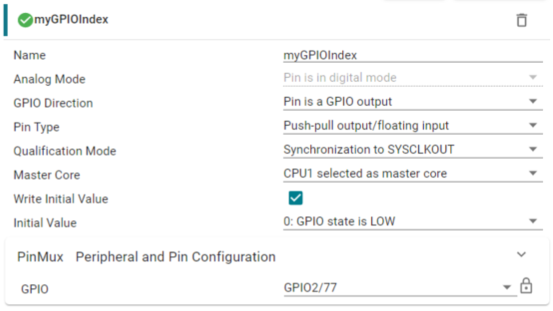 myGPIOIndex
Name myGPIOIndex
Analog Mode Pin is in digital mode
GPIO Direction Pin is a GPIO output
Pin Type Push-pull output/floating input
Qualification Mode Synchronization to SYSCLKOUT
Master Core CPU1 selected as master core
Write Initial Value
Initial Value 0: GPIO state is LOW
PinMux Peripheral and Pin Configuration
GPIO GPIO2/77